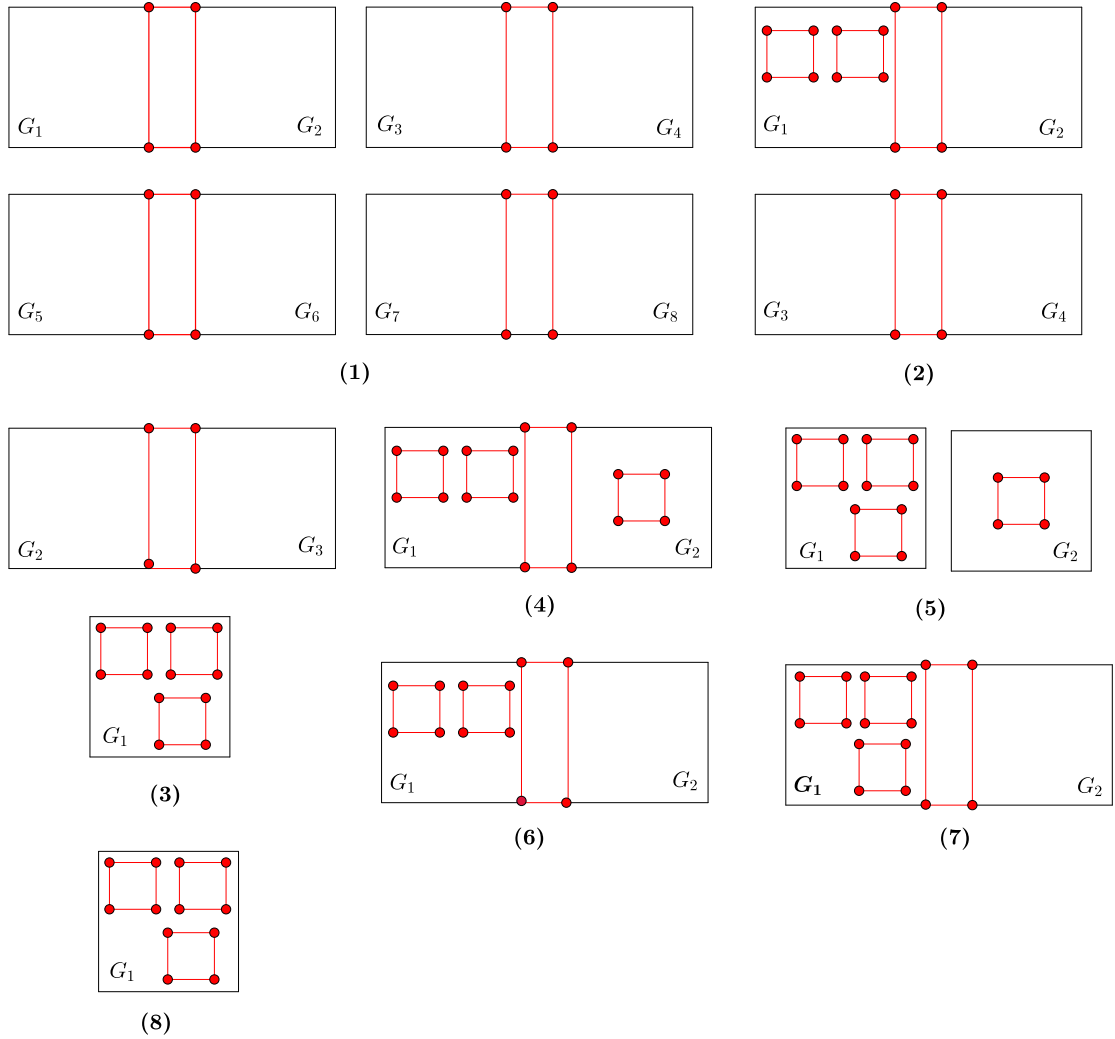 G₁ G₂ G₃ G₄ G₁ G₂
G₅ G₆ G₇ G₈ G₃ G₄
(1) (2)
G₂ G₃ G₁ G₂ G₁ G₂
(4) (5)
G₁ G₁ G₂ G₁ G₂
(3) (6) (7)
G₁
(8)